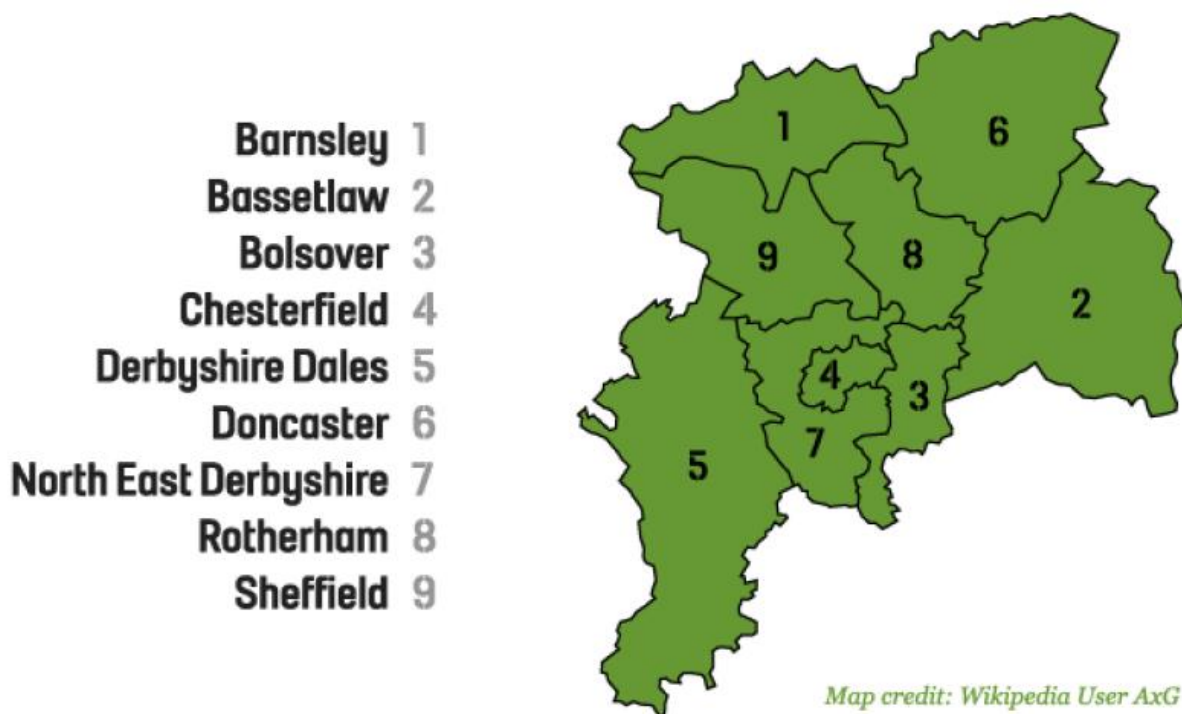 Barnsley 1
Bassetlaw 2
Bolsover 3
Chesterfield 4
Derbyshire Dales 5
Doncaster 6
North East Derbyshire 7
Rotherham 8
Sheffield 9
1
6
9
8
2
4
3
7
5
Map credit: Wikipedia User AxG